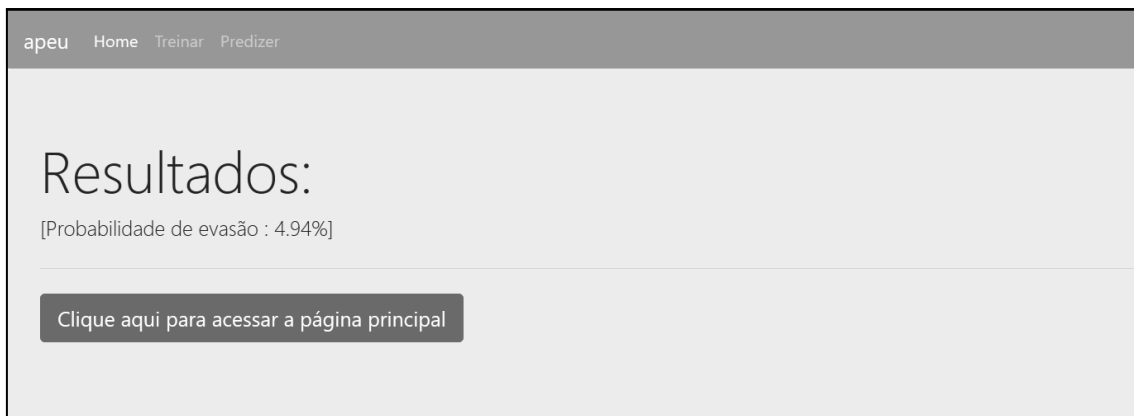 apeu Home Treinar Predizer
Resultados:
[Probabilidade de evasão : 4.94%]
Clique aqui para acessar a página principal